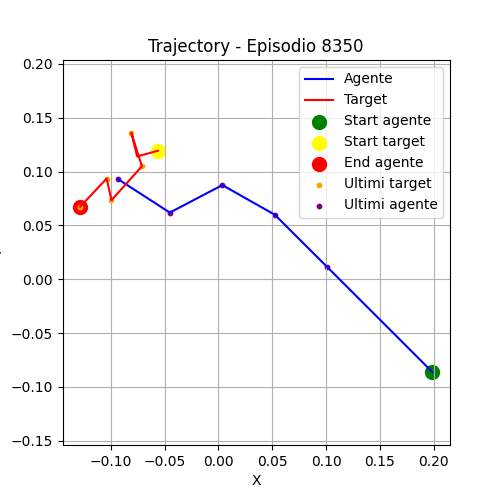 Trajectory - Episodio 8350
Agente
Target
Start agente
Start target
End agente
Ultimi target
Ultimi agente
0.20
0.15
0.10
0.05
0.00
−0.05
−0.10
−0.15
−0.10
−0.05
0.00
0.05
0.10
0.15
0.20
X